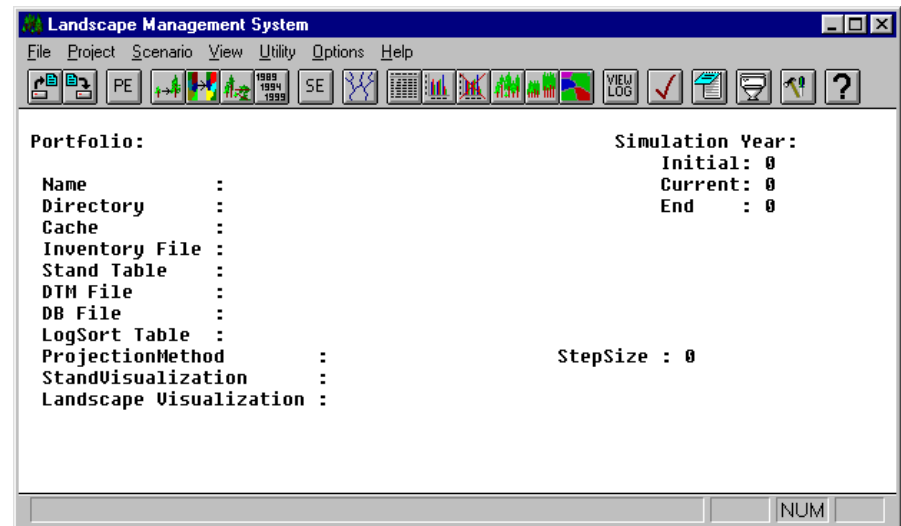 Landscape Management System
File Project Scenario View Utility Options Help
PE 1989 1994 1999 SE VIEW LOG ?
Portfolio: Simulation Year:
Initial: 0
Name : Current: 0
Directory : End : 0
Cache :
Inventory File :
Stand Table :
DTM File :
DB File :
LogSort Table :
ProjectionMethod : StepSize : 0
StandVisualization :
Landscape Visualization :
NUM